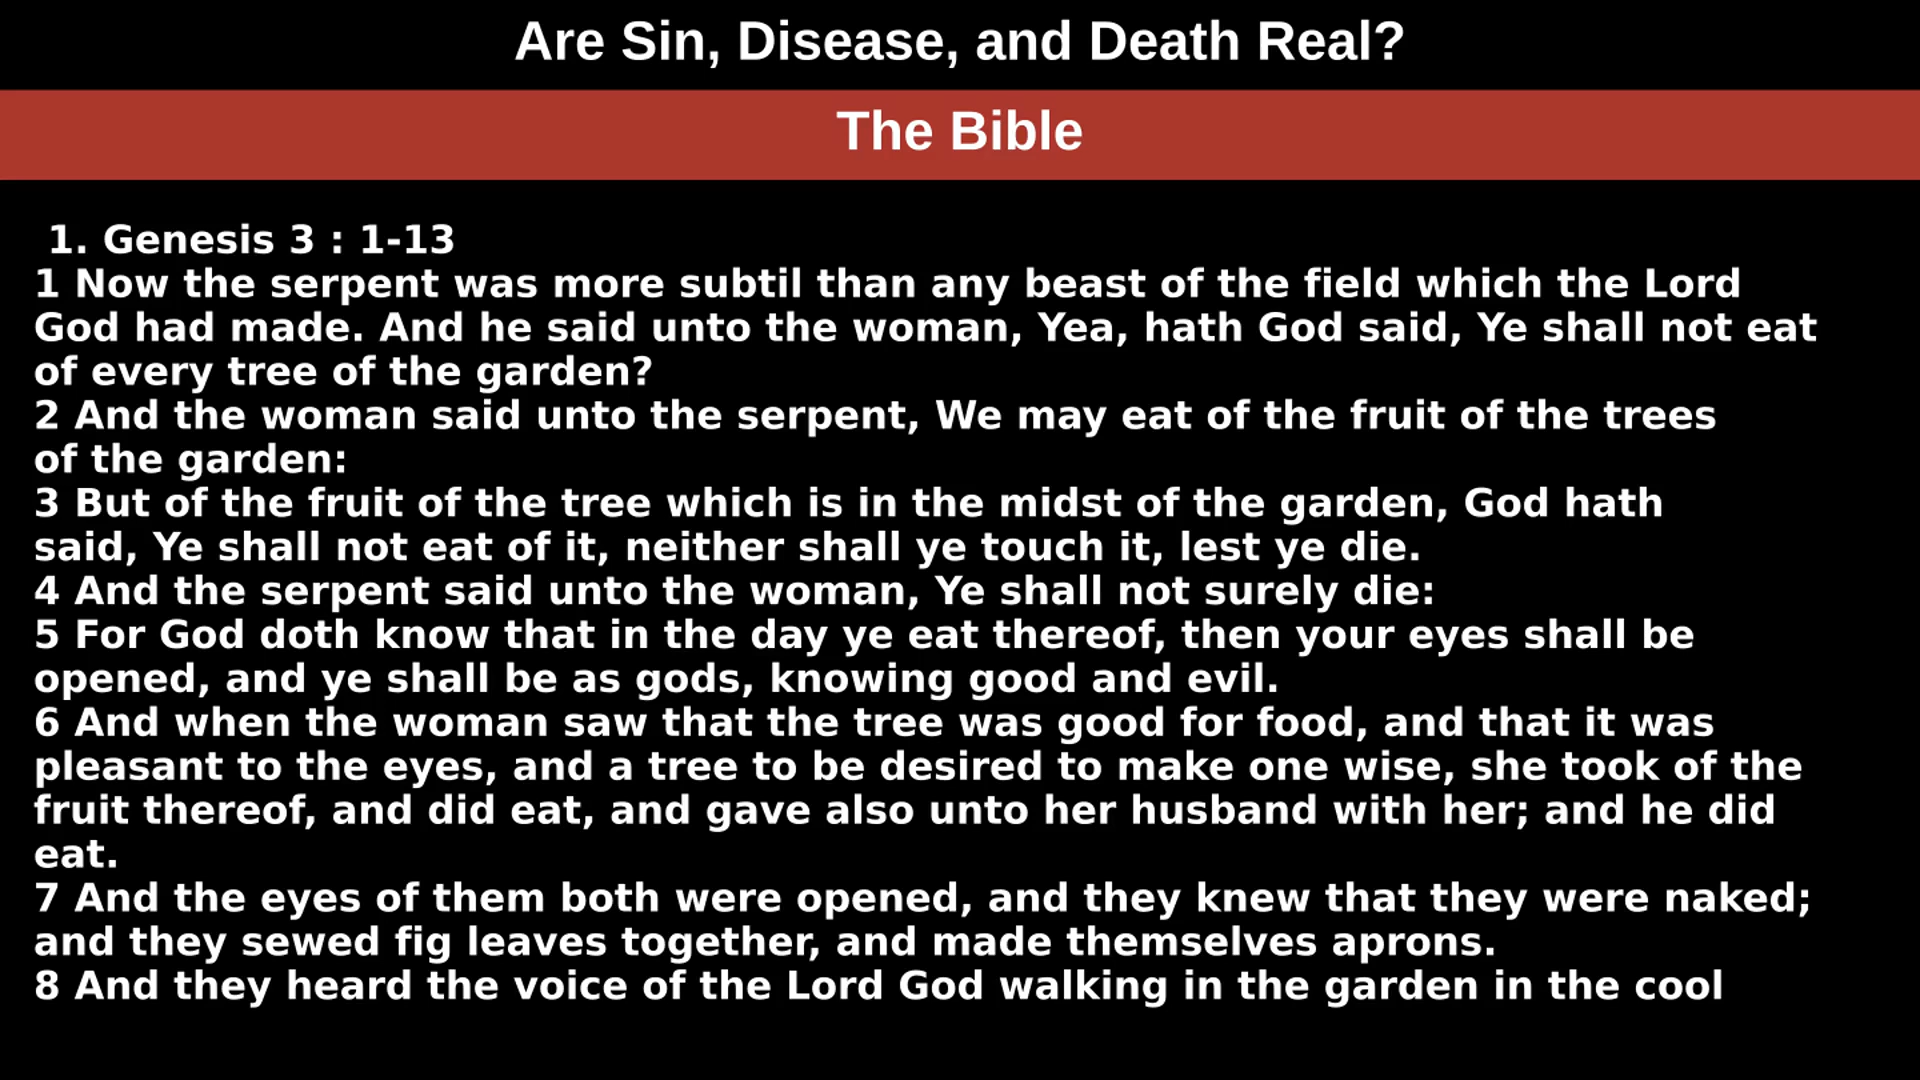 Are Sin, Disease, and Death Real?
The Bible
1. Genesis 3 : 1-13
1 Now the serpent was more subtil than any beast of the field which the Lord
God had made. And he said unto the woman, Yea, hath God said, Ye shall not eat
of every tree of the garden?
2 And the woman said unto the serpent, We may eat of the fruit of the trees
of the garden:
3 But of the fruit of the tree which is in the midst of the garden, God hath
said, Ye shall not eat of it, neither shall ye touch it, lest ye die.
4 And the serpent said unto the woman, Ye shall not surely die:
5 For God doth know that in the day ye eat thereof, then your eyes shall be
opened, and ye shall be as gods, knowing good and evil.
6 And when the woman saw that the tree was good for food, and that it was
pleasant to the eyes, and a tree to be desired to make one wise, she took of the
fruit thereof, and did eat, and gave also unto her husband with her; and he did
eat.
7 And the eyes of them both were opened, and they knew that they were naked;
and they sewed fig leaves together, and made themselves aprons.
8 And they heard the voice of the Lord God walking in the garden in the cool